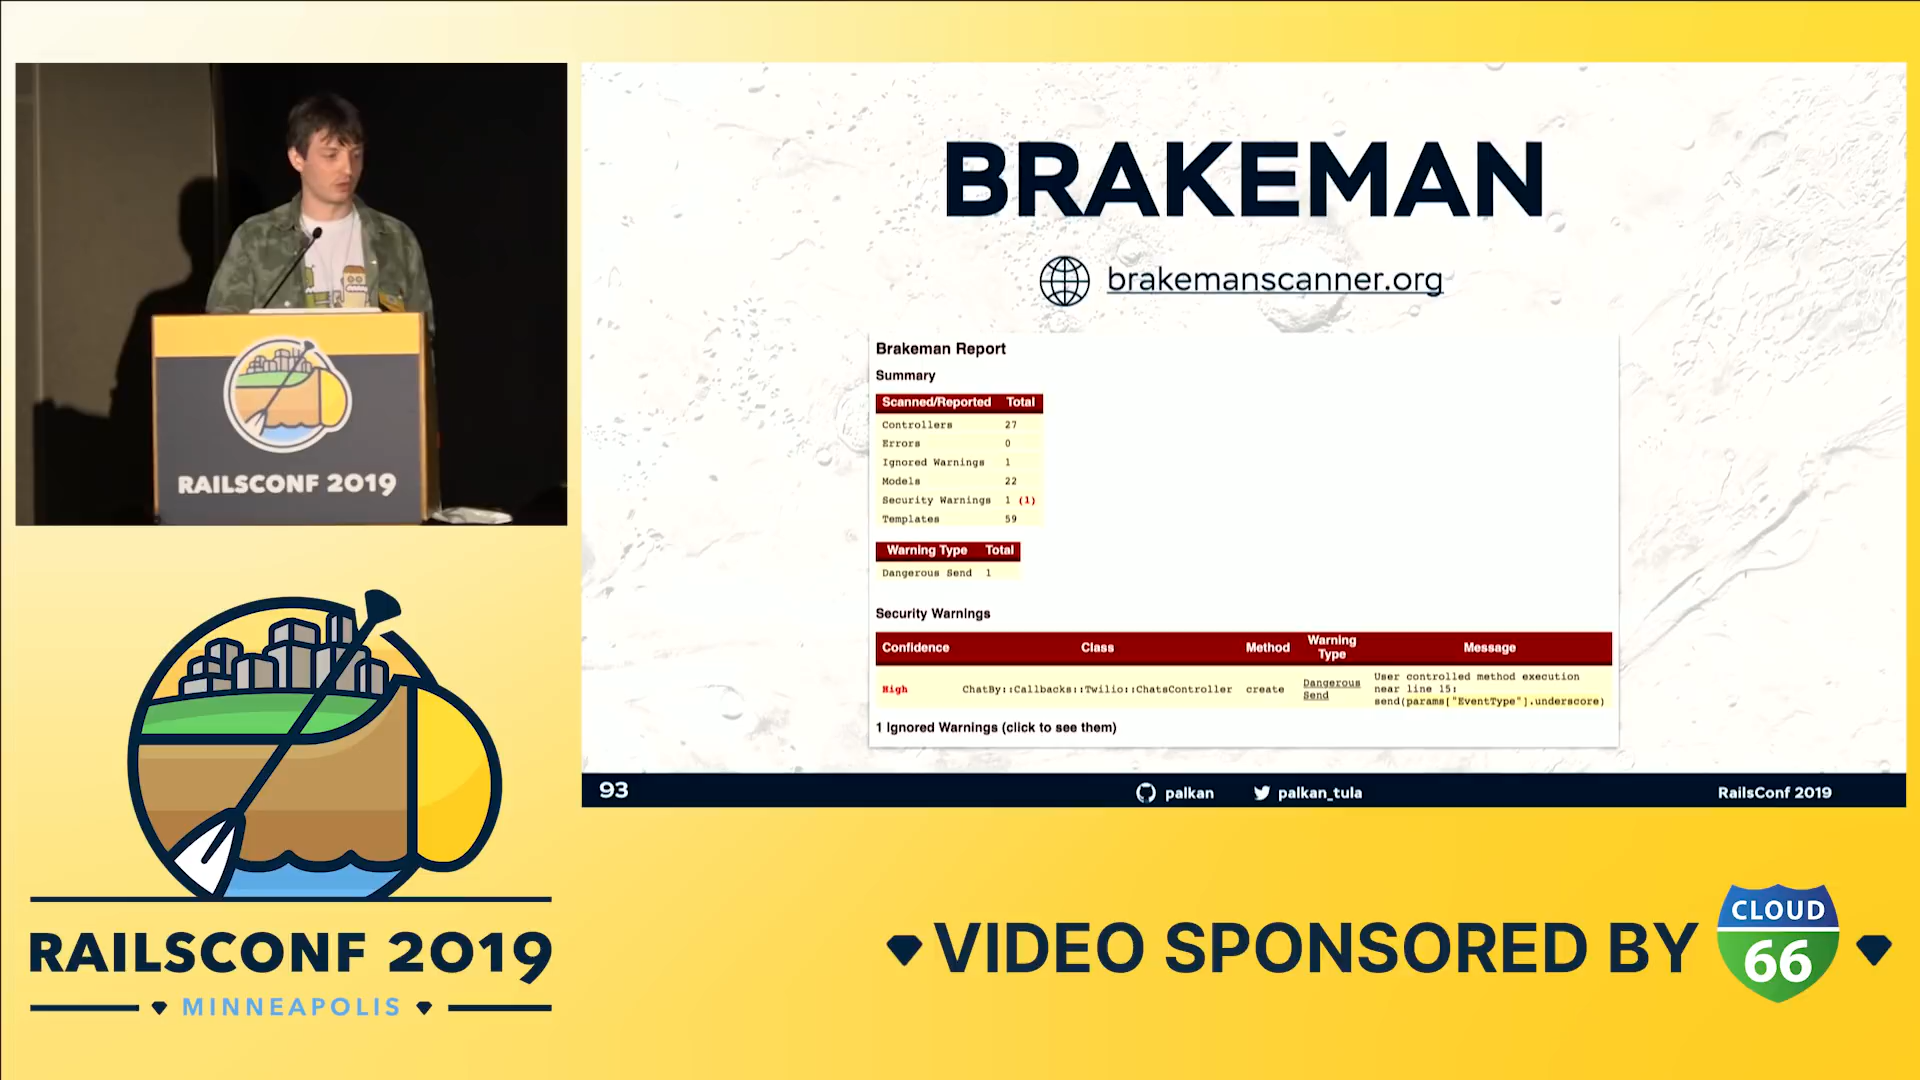 BRAKEMAN
brakemanscanner.org
Brakeman Report
Summary
Scanned/Reported Total
Controllers 27
Errors 0
Ignored Warnings 1
Models 22
Security Warnings 1 (1)
Templates 59
Warning Type Total
Dangerous Send 1
Security Warnings
Confidence Class Method Warning Type Message
High ChatBy::Callbacks::Twilio::ChatsController create Dangerous Send User controlled method execution near line 15: send(params["EventType"].underscore)
1 Ignored Warnings (click to see them)
93 palkan palkan_tula RailsConf 2019
RAILSCONF 2019
RAILSCONF 2019
MINNEAPOLIS
VIDEO SPONSORED BY
CLOUD
66